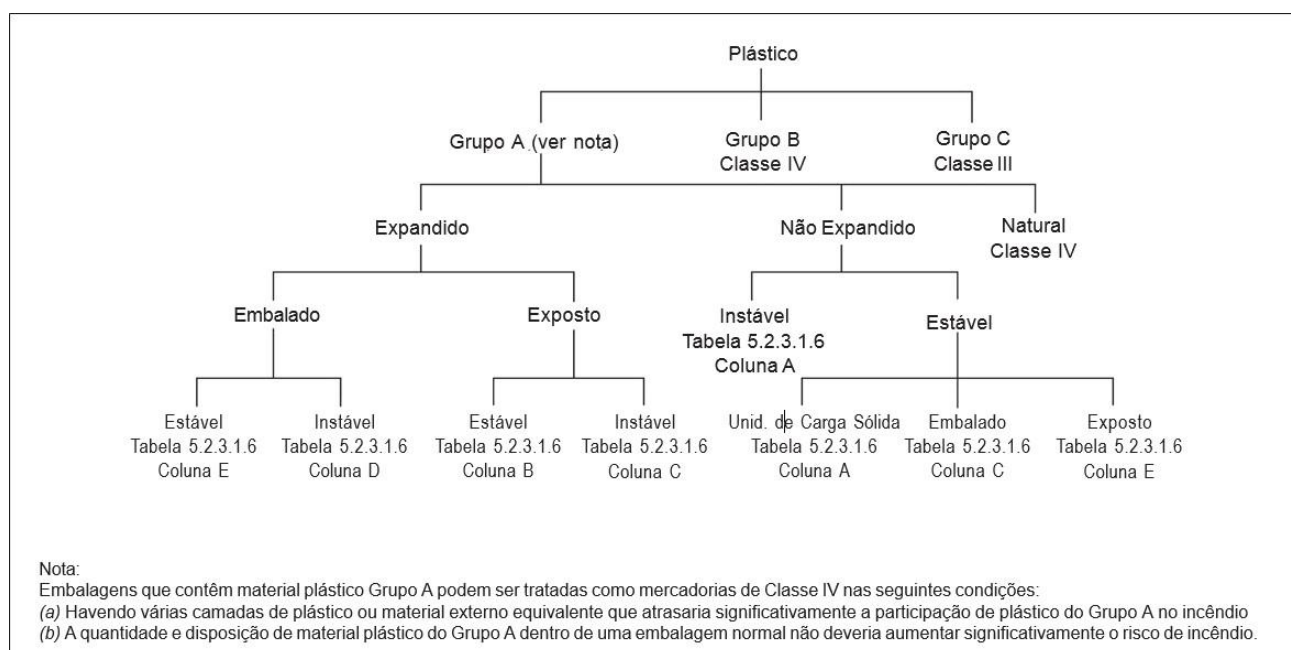 Plástico
Grupo A (ver nota)
Grupo B
Classe IV
Grupo C
Classe III
Expandido
Não Expandido
Natural
Classe IV
Embalado
Exposto
Instável
Tabela 5.2.3.1.6
Coluna A
Estável
Estável
Tabela 5.2.3.1.6
Coluna E
Instável
Tabela 5.2.3.1.6
Coluna D
Estável
Tabela 5.2.3.1.6
Coluna B
Instável
Tabela 5.2.3.1.6
Coluna C
Unid. de Carga Sólida
Tabela 5.2.3.1.6
Coluna A
Embalado
Tabela 5.2.3.1.6
Coluna C
Exposto
Tabela 5.2.3.1.6
Coluna E
Nota:
Embalagens que contêm material plástico Grupo A podem ser tratadas como mercadorias de Classe IV nas seguintes condições:
(a) Havendo várias camadas de plástico ou material externo equivalente que atrasaria significativamente a participação de plástico do Grupo A no incêndio
(b) A quantidade e disposição de material plástico do Grupo A dentro de uma embalagem normal não deveria aumentar significativamente o risco de incêndio.